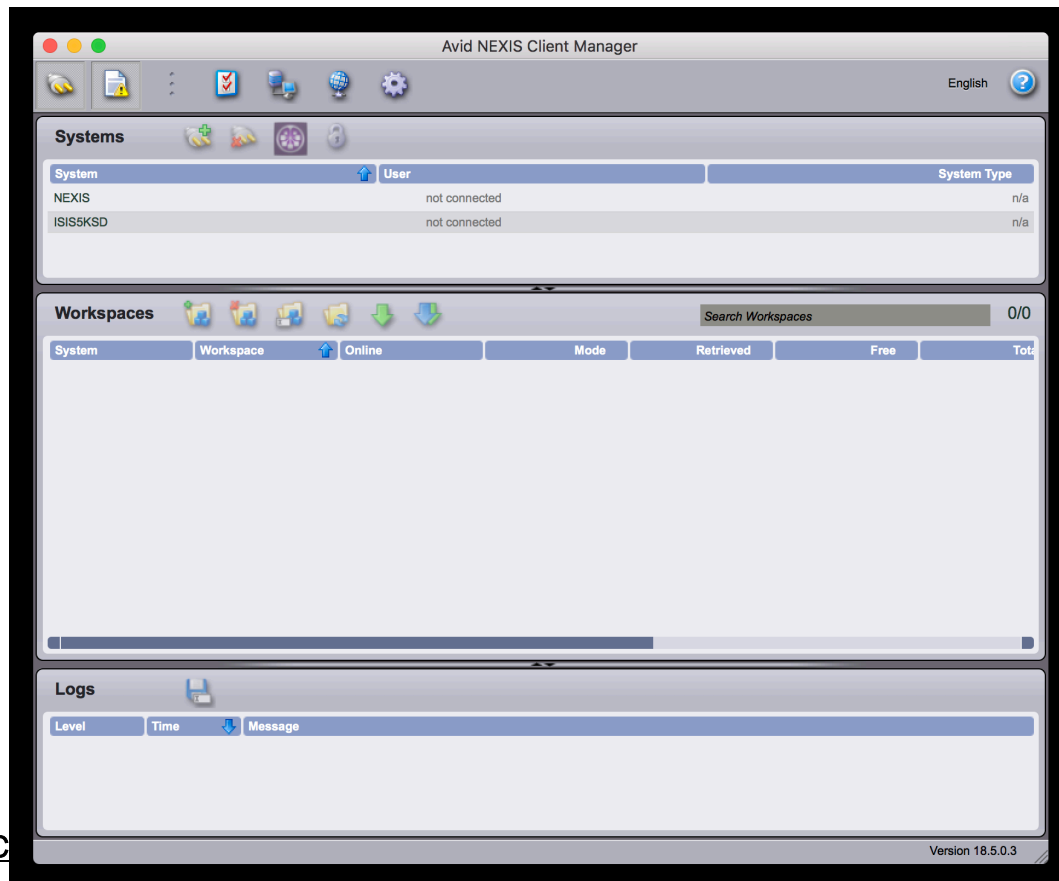 Avid NEXIS Client Manager
English
Systems
System User System Type
NEXIS not connected n/a
ISIS5KSD not connected n/a
Workspaces Search Workspaces 0/0
System Workspace Online Mode Retrieved Free Tota
Logs
Level Time Message
C
Version 18.5.0.3